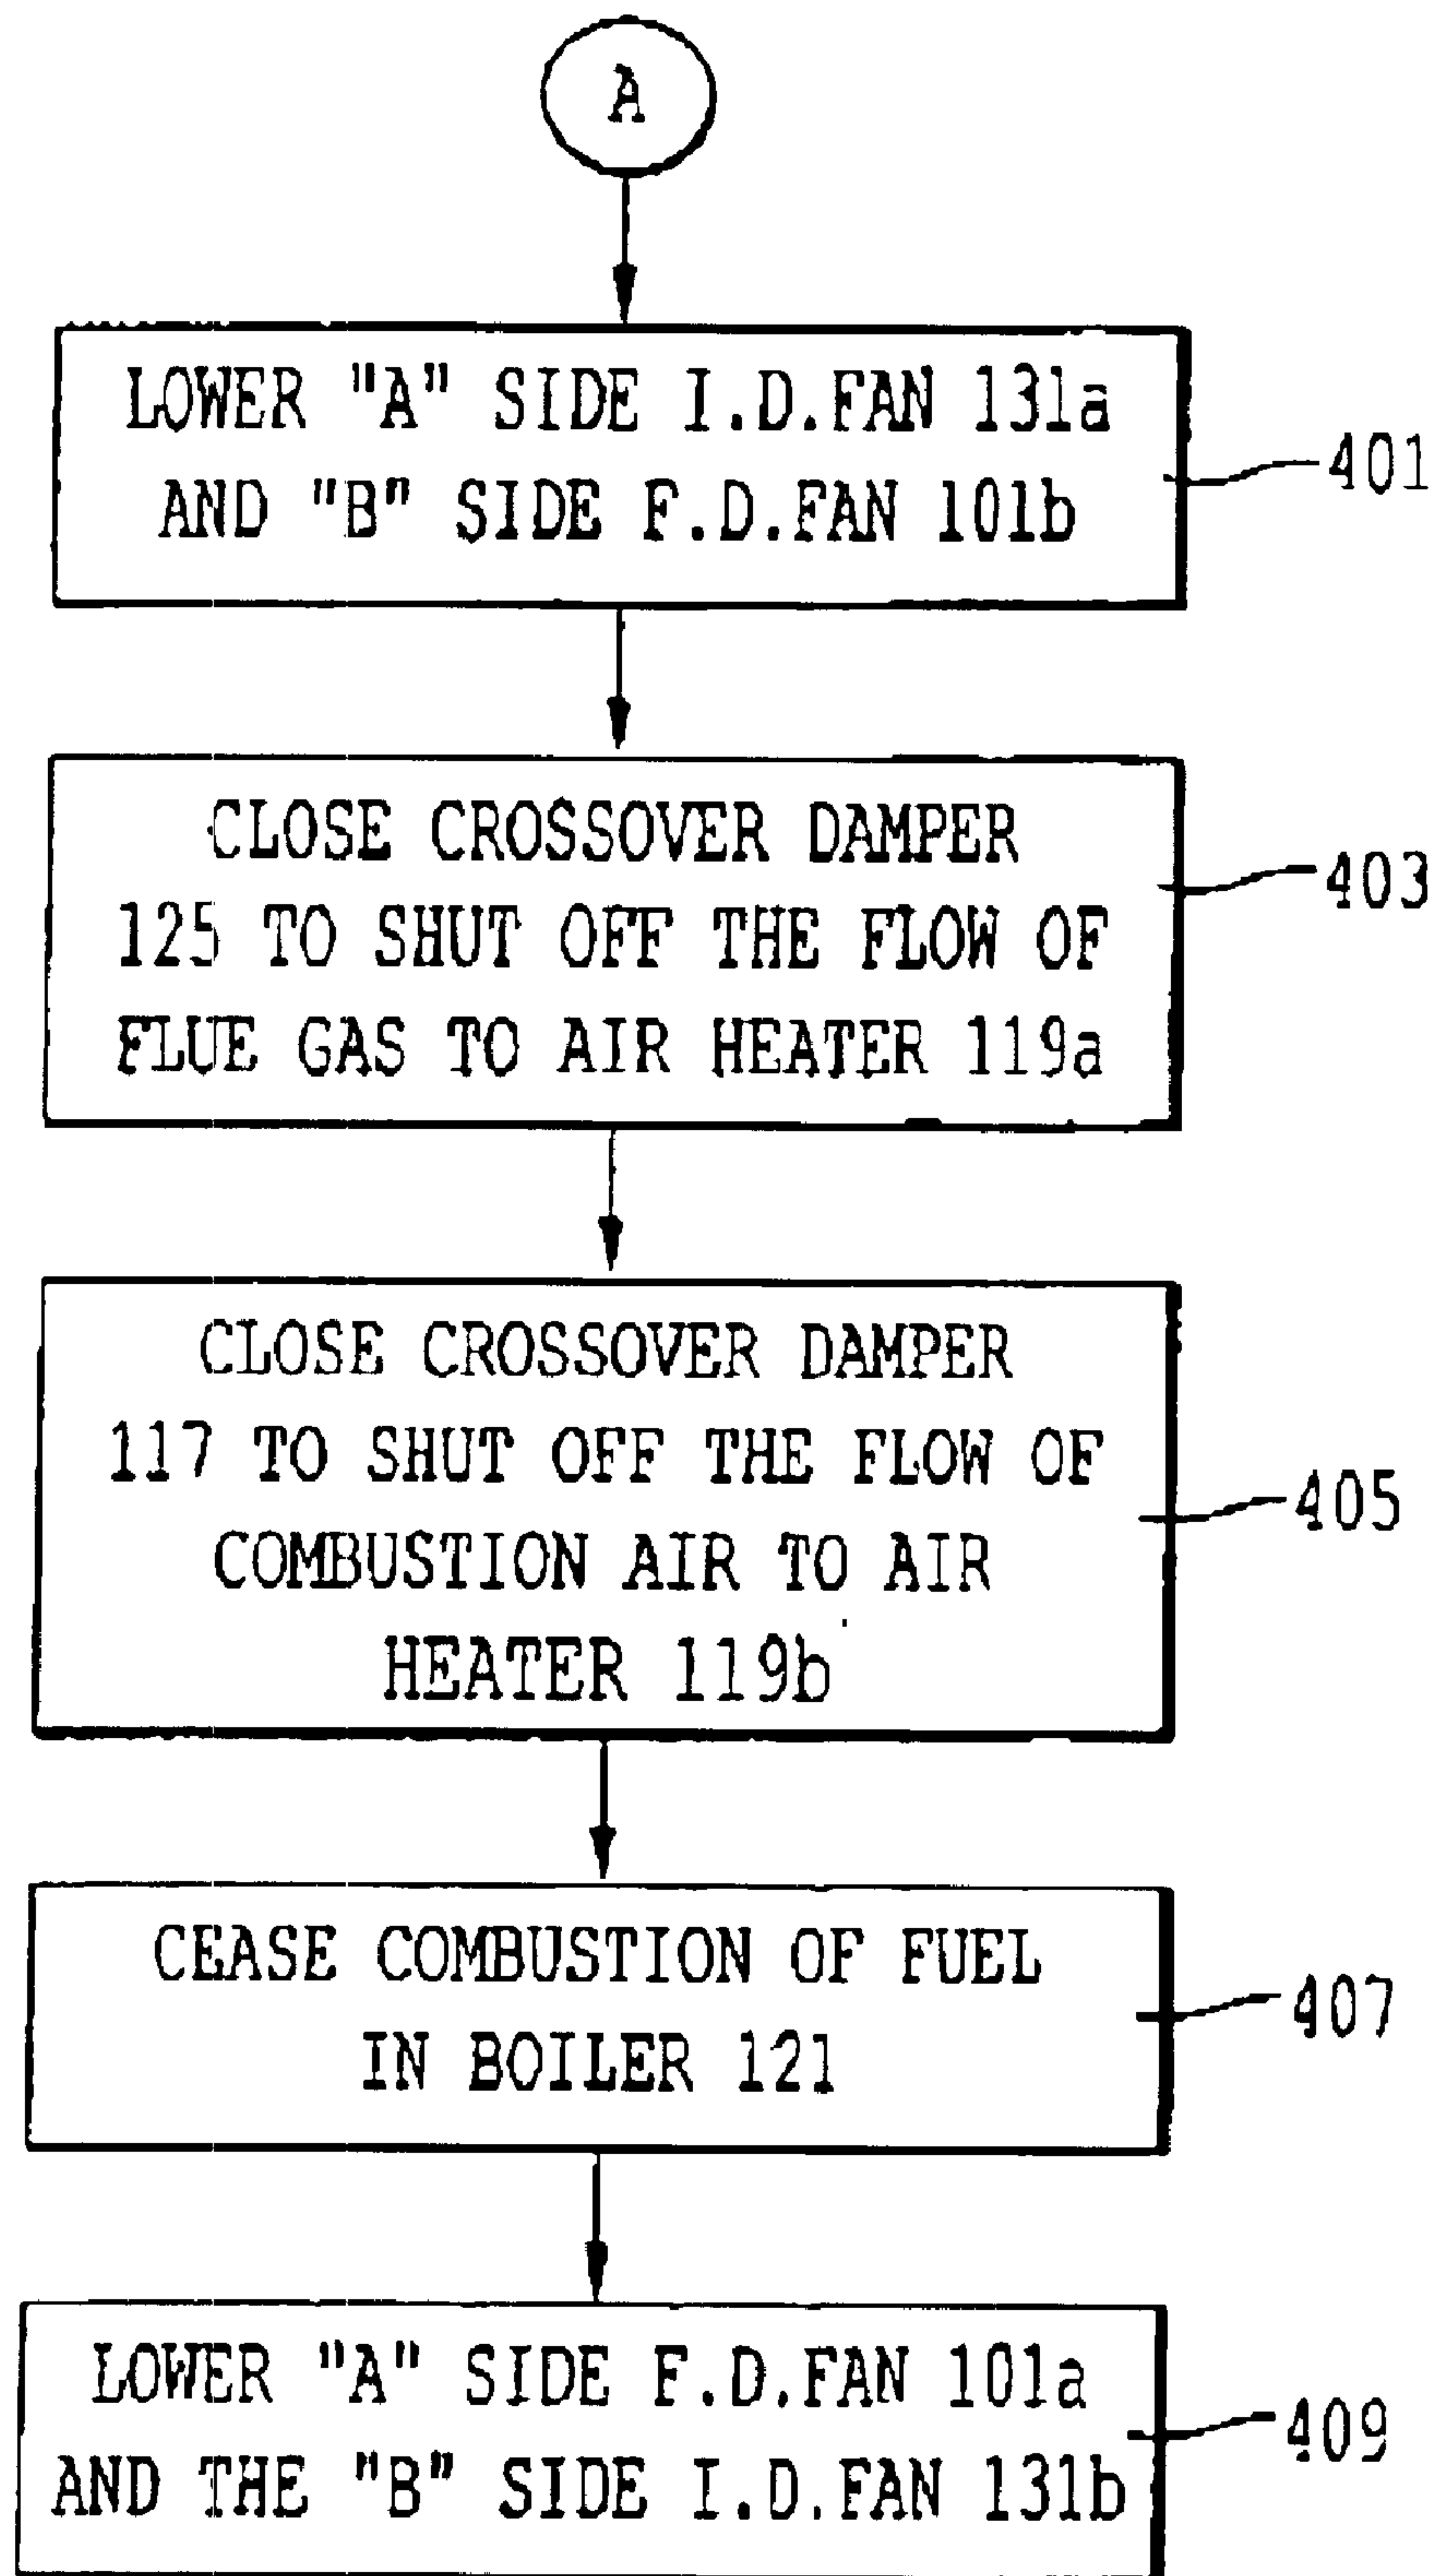 A
LOWER "A" SIDE I.D.FAN 131a
AND "B" SIDE F.D.FAN 101b
401
CLOSE CROSSOVER DAMPER
125 TO SHUT OFF THE FLOW OF
FLUE GAS TO AIR HEATER 119a
403
CLOSE CROSSOVER DAMPER
117 TO SHUT OFF THE FLOW OF
COMBUSTION AIR TO AIR
HEATER 119b
405
CEASE COMBUSTION OF FUEL
IN BOILER 121
407
LOWER "A" SIDE F.D.FAN 101a
AND THE "B" SIDE I.D.FAN 131b
409